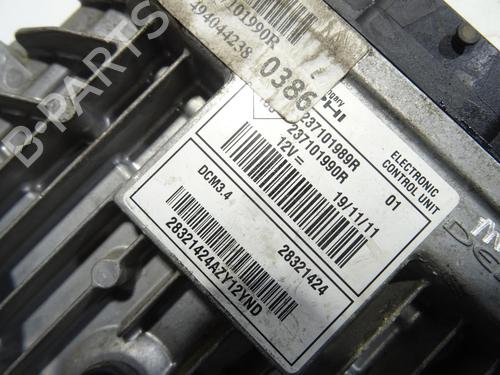 101990R
494044238
0386
237101989R
237101990R
12V=
19/11/11
01
ELECTRONIC
CONTROL UNIT
DCM3.4
28321424
28321424AZY12YND
B-PARTS